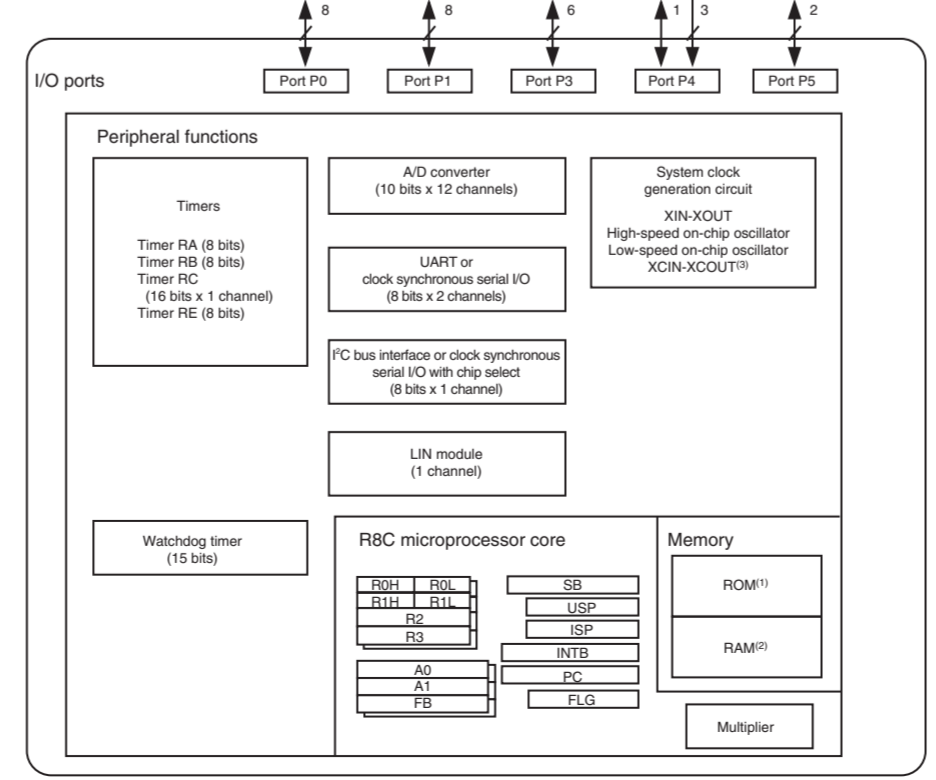 8
8
6
1
3
2
I/O ports
Port P0
Port P1
Port P3
Port P4
Port P5
Peripheral functions
Timers
Timer RA (8 bits)
Timer RB (8 bits)
Timer RC
(16 bits x 1 channel)
Timer RE (8 bits)
A/D converter
(10 bits x 12 channels)
UART or
clock synchronous serial I/O
(8 bits x 2 channels)
I²C bus interface or clock synchronous
serial I/O with chip select
(8 bits x 1 channel)
LIN module
(1 channel)
System clock
generation circuit
XIN-XOUT
High-speed on-chip oscillator
Low-speed on-chip oscillator
XCIN-XCOUT(3)
Watchdog timer
(15 bits)
R8C microprocessor core
R0H
R0L
R1H
R1L
R2
R3
A0
A1
FB
SB
USP
ISP
INTB
PC
FLG
Memory
ROM(1)
RAM(2)
Multiplier